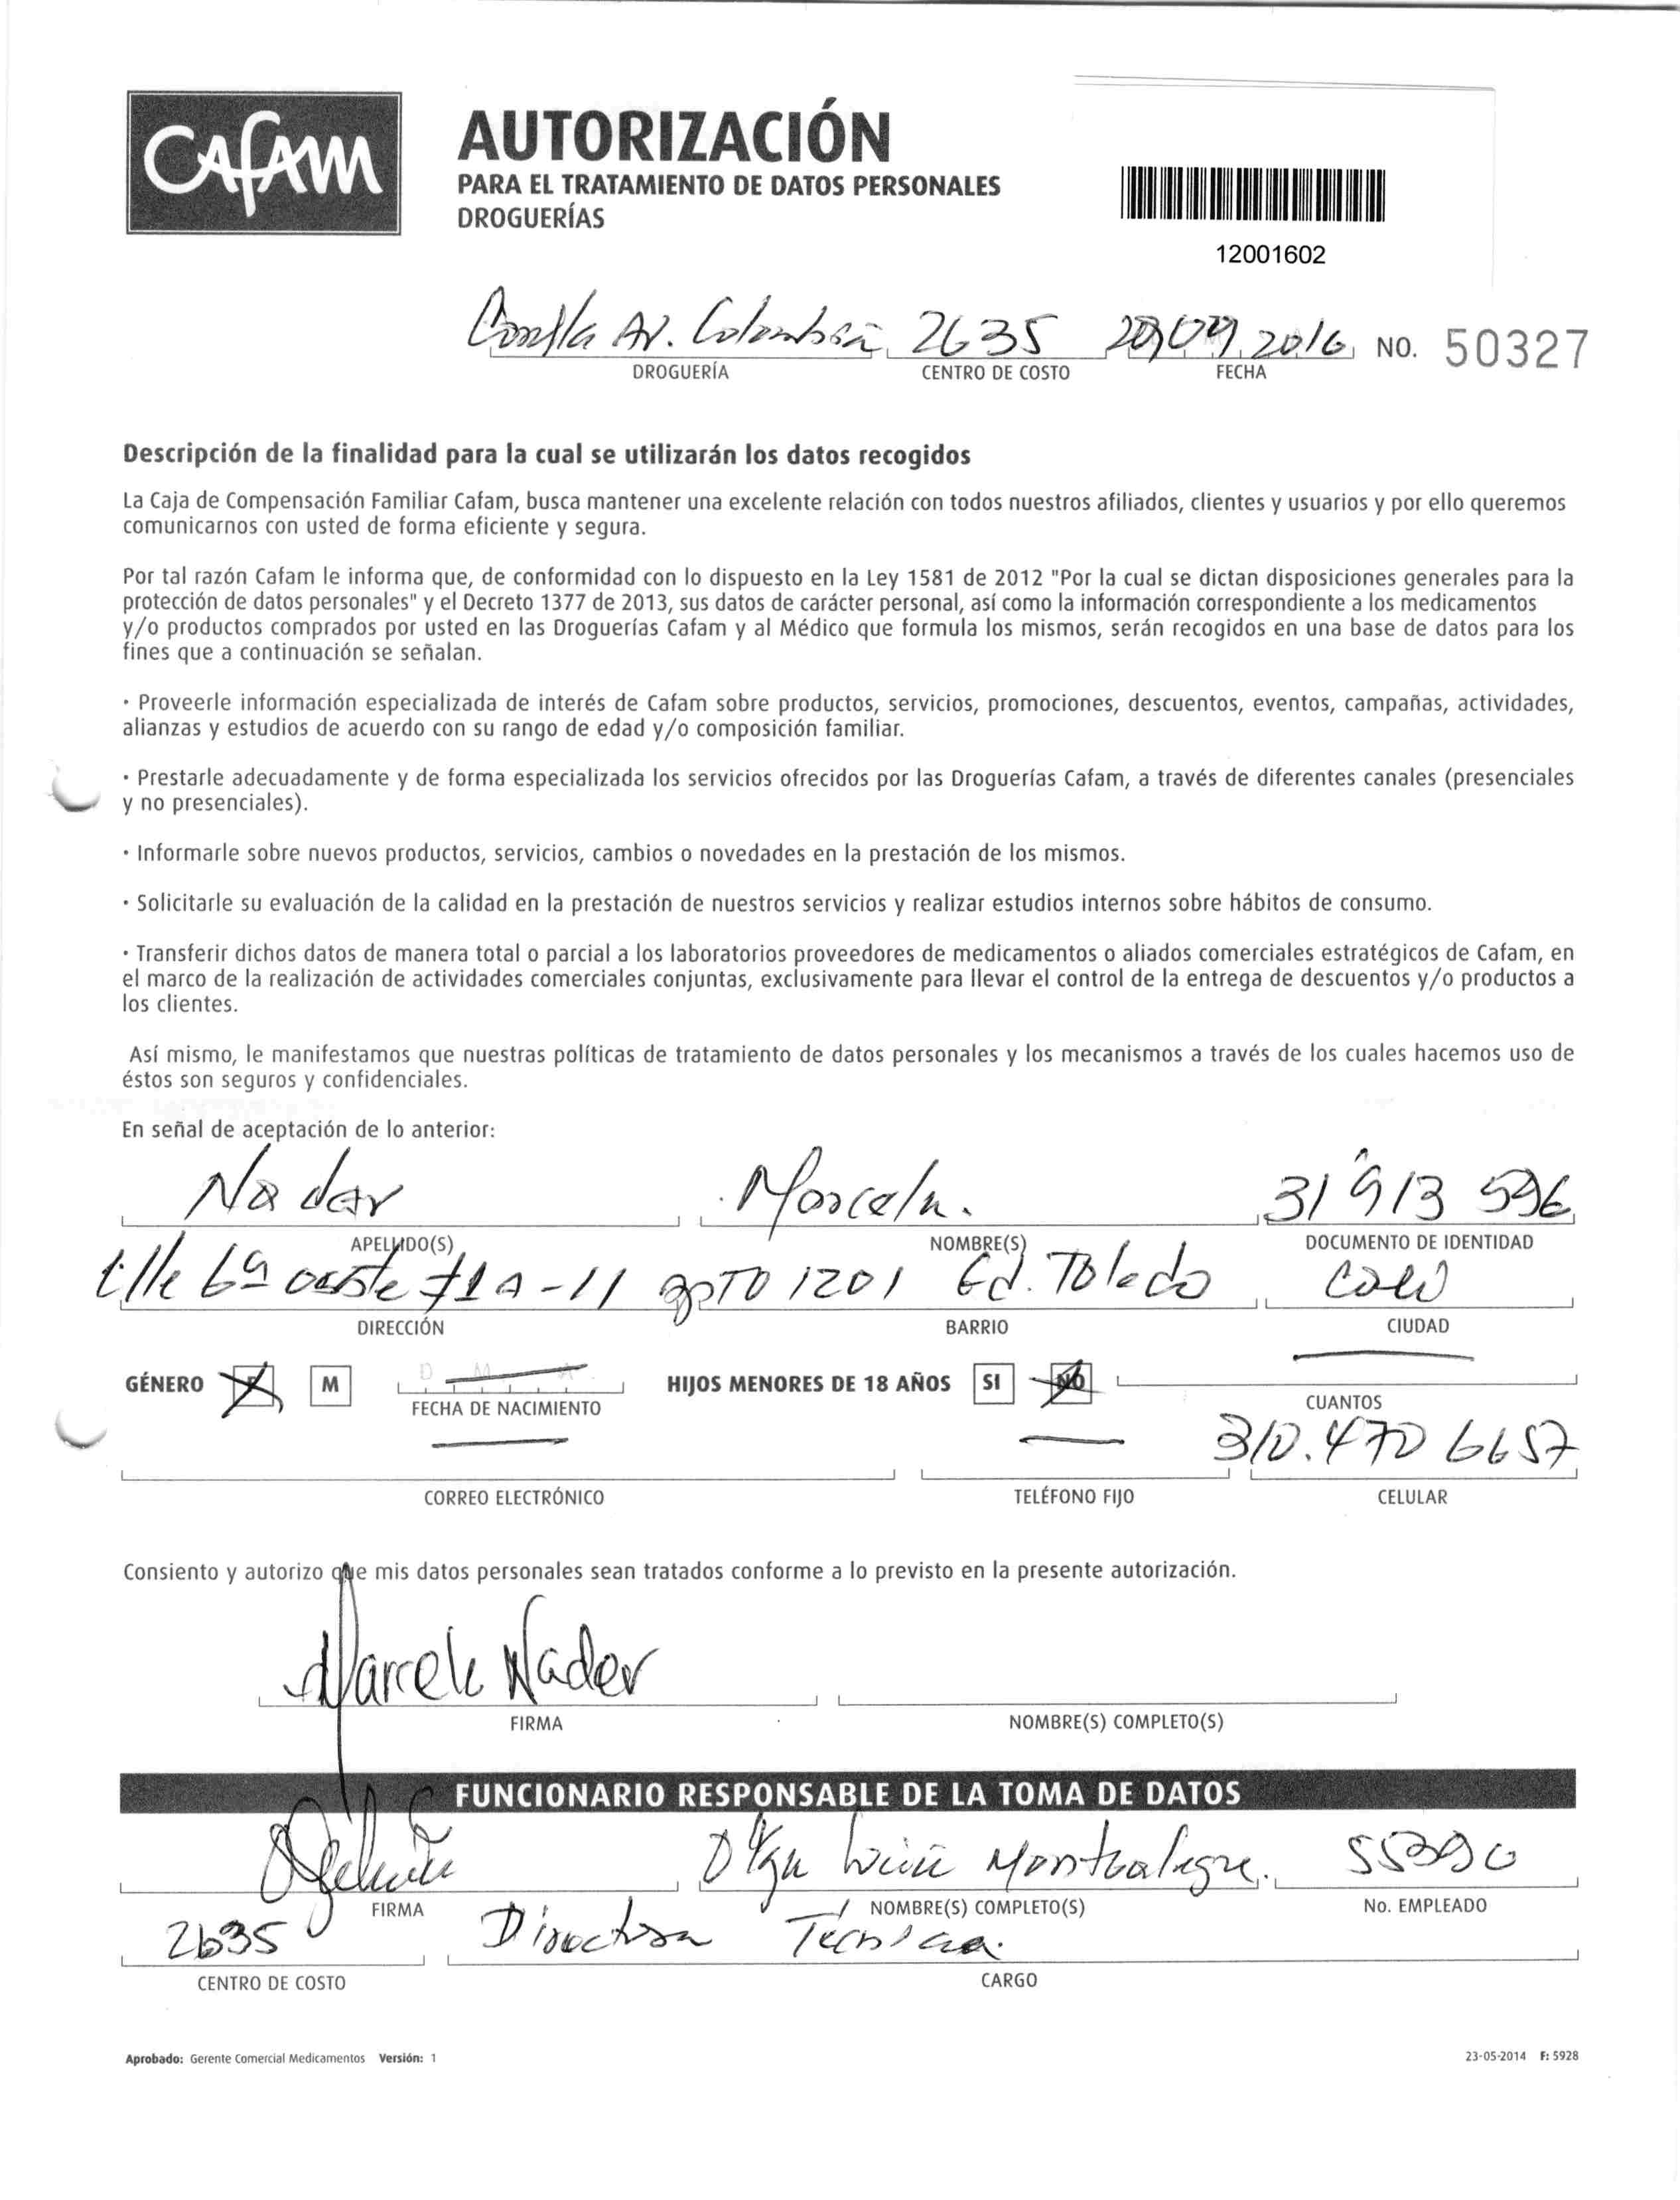 CAFAM
AUTORIZACIÓN
PARA EL TRATAMIENTO DE DATOS PERSONALES
DROGUERÍAS
12001602
Av. Colombia 2635 2016 NO. 50327
DROGUERÍA CENTRO DE COSTO FECHA
Descripción de la finalidad para la cual se utilizarán los datos recogidos
La Caja de Compensación Familiar Cafam, busca mantener una excelente relación con todos nuestros afiliados, clientes y usuarios y por ello queremos
comunicarnos con usted de forma eficiente y segura.
Por tal razón Cafam le informa que, de conformidad con lo dispuesto en la Ley 1581 de 2012 "Por la cual se dictan disposiciones generales para la
protección de datos personales" y el Decreto 1377 de 2013, sus datos de carácter personal, así como la información correspondiente a los medicamentos
y/o productos comprados por usted en las Droguerías Cafam y al Médico que formula los mismos, serán recogidos en una base de datos para los
fines que a continuación se señalan.
· Proveerle información especializada de interés de Cafam sobre productos, servicios, promociones, descuentos, eventos, campañas, actividades,
alianzas y estudios de acuerdo con su rango de edad y/o composición familiar.
· Prestarle adecuadamente y de forma especializada los servicios ofrecidos por las Droguerías Cafam, a través de diferentes canales (presenciales
y no presenciales).
· Informarle sobre nuevos productos, servicios, cambios o novedades en la prestación de los mismos.
· Solicitarle su evaluación de la calidad en la prestación de nuestros servicios y realizar estudios internos sobre hábitos de consumo.
· Transferir dichos datos de manera total o parcial a los laboratorios proveedores de medicamentos o aliados comerciales estratégicos de Cafam, en
el marco de la realización de actividades comerciales conjuntas, exclusivamente para llevar el control de la entrega de descuentos y/o productos a
los clientes.
Así mismo, le manifestamos que nuestras políticas de tratamiento de datos personales y los mecanismos a través de los cuales hacemos uso de
éstos son seguros y confidenciales.
En señal de aceptación de lo anterior:
Nader Marcela. 31'913 596
APELLIDO(S) NOMBRE(S) DOCUMENTO DE IDENTIDAD
Clle 6a oeste #1A-11 apto 1201 Ed. Toledo Cali
DIRECCIÓN BARRIO CIUDAD
GÉNERO F M HIJOS MENORES DE 18 AÑOS SI NO
FECHA DE NACIMIENTO CUANTOS
310.470 6657
CORREO ELECTRÓNICO TELÉFONO FIJO CELULAR
Consiento y autorizo que mis datos personales sean tratados conforme a lo previsto en la presente autorización.
Marcela Nader
FIRMA NOMBRE(S) COMPLETO(S)
FUNCIONARIO RESPONSABLE DE LA TOMA DE DATOS
Olga Montealegre.
FIRMA NOMBRE(S) COMPLETO(S) No. EMPLEADO
2635 Directora Técnica.
CENTRO DE COSTO CARGO
Aprobado: Gerente Comercial Medicamentos Versión: 1 23-05-2014 F: 5928